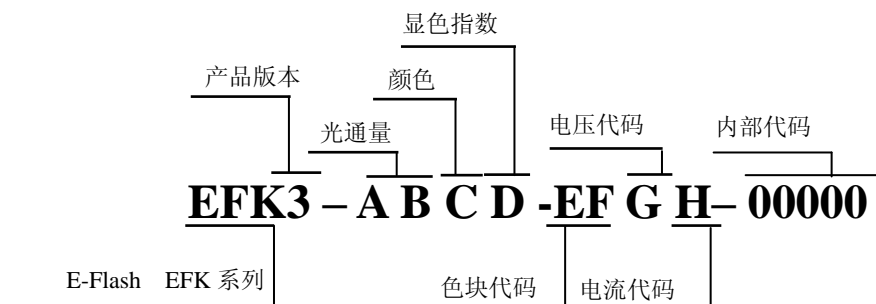 显色指数
产品版本
颜色
光通量
电压代码
内部代码
EFK3 – A B C D -EF G H– 00000
E-Flash EFK 系列
色块代码
电流代码